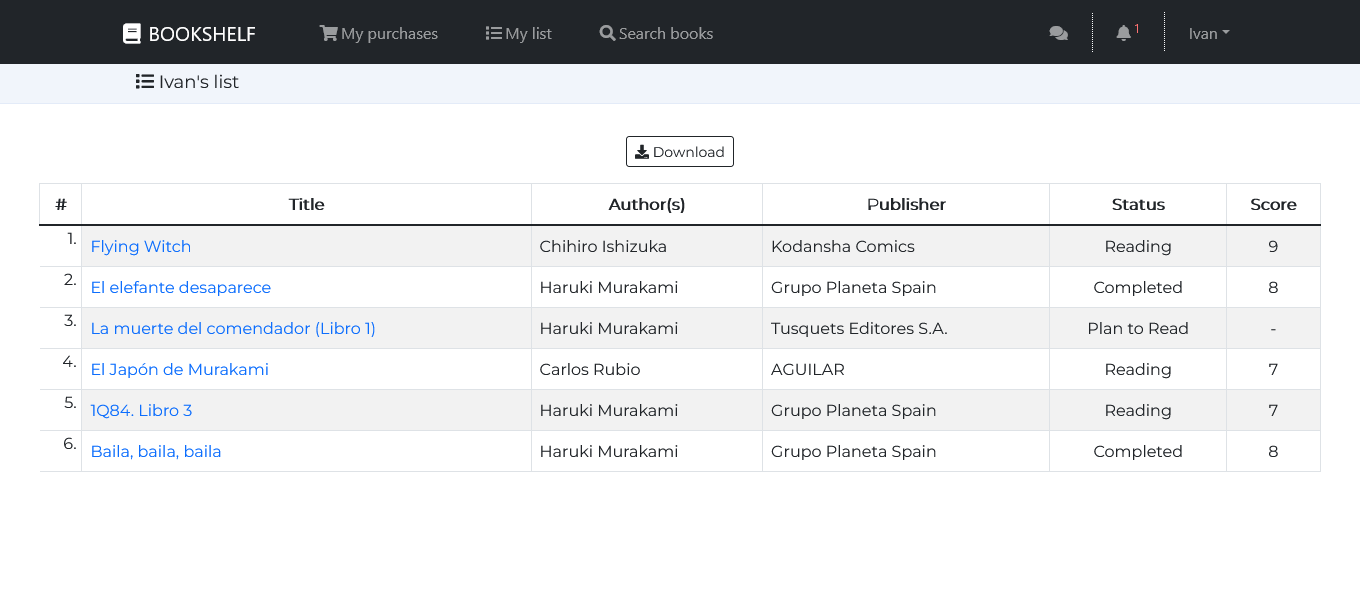 BOOKSHELF My purchases My list Search books 1 Ivan
Ivan's list
Download
# Title Author(s) Publisher Status Score
1. Flying Witch Chihiro Ishizuka Kodansha Comics Reading 9
2. El elefante desaparece Haruki Murakami Grupo Planeta Spain Completed 8
3. La muerte del comendador (Libro 1) Haruki Murakami Tusquets Editores S.A. Plan to Read -
4. El Japón de Murakami Carlos Rubio AGUILAR Reading 7
5. 1Q84. Libro 3 Haruki Murakami Grupo Planeta Spain Reading 7
6. Baila, baila, baila Haruki Murakami Grupo Planeta Spain Completed 8